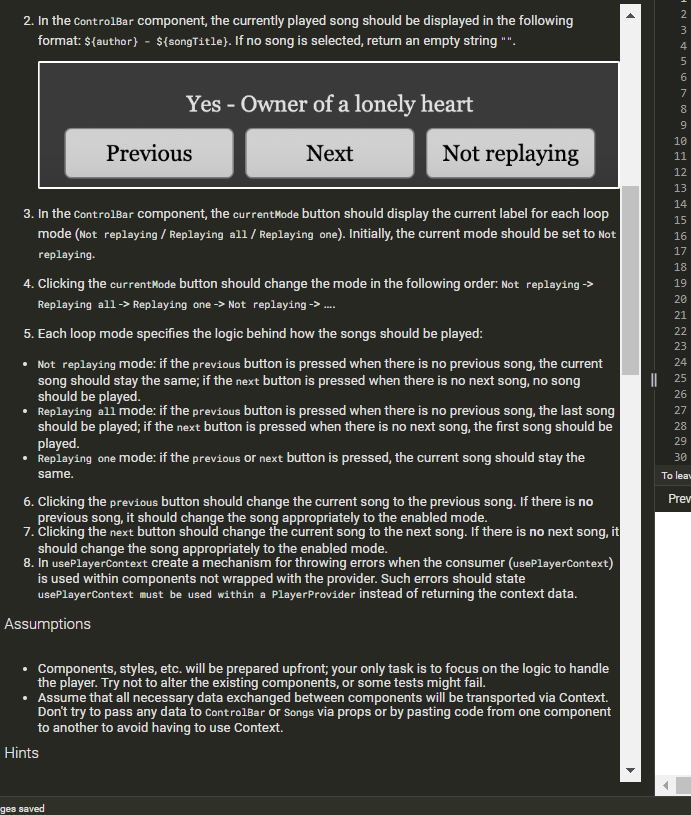 2. In the ControlBar component, the currently played song should be displayed in the following
format: ${author} - ${songTitle}. If no song is selected, return an empty string "".
Yes - Owner of a lonely heart
Previous
Next
Not replaying
3. In the ControlBar component, the currentMode button should display the current label for each loop
mode (Not replaying / Replaying all / Replaying one). Initially, the current mode should be set to Not
replaying.
4. Clicking the currentMode button should change the mode in the following order: Not replaying ->
Replaying all -> Replaying one -> Not replaying -> ....
5. Each loop mode specifies the logic behind how the songs should be played:
• Not replaying mode: if the previous button is pressed when there is no previous song, the current
song should stay the same; if the next button is pressed when there is no next song, no song
should be played.
• Replaying all mode: if the previous button is pressed when there is no previous song, the last song
should be played; if the next button is pressed when there is no next song, the first song should be
played.
• Replaying one mode: if the previous or next button is pressed, the current song should stay the
same.
6. Clicking the previous button should change the current song to the previous song. If there is no
previous song, it should change the song appropriately to the enabled mode.
7. Clicking the next button should change the current song to the next song. If there is no next song, it
should change the song appropriately to the enabled mode.
8. In usePlayerContext create a mechanism for throwing errors when the consumer (usePlayerContext)
is used within components not wrapped with the provider. Such errors should state
usePlayerContext must be used within a PlayerProvider instead of returning the context data.
Assumptions
• Components, styles, etc. will be prepared upfront; your only task is to focus on the logic to handle
the player. Try not to alter the existing components, or some tests might fail.
• Assume that all necessary data exchanged between components will be transported via Context.
Don't try to pass any data to ControlBar or Songs via props or by pasting code from one component
to another to avoid having to use Context.
Hints
ges saved
2
3
4
5
6
7
8
9
10
11
12
13
14
15
16
17
18
19
20
21
22
23
24
25
26
27
28
29
30
To lea
Prev